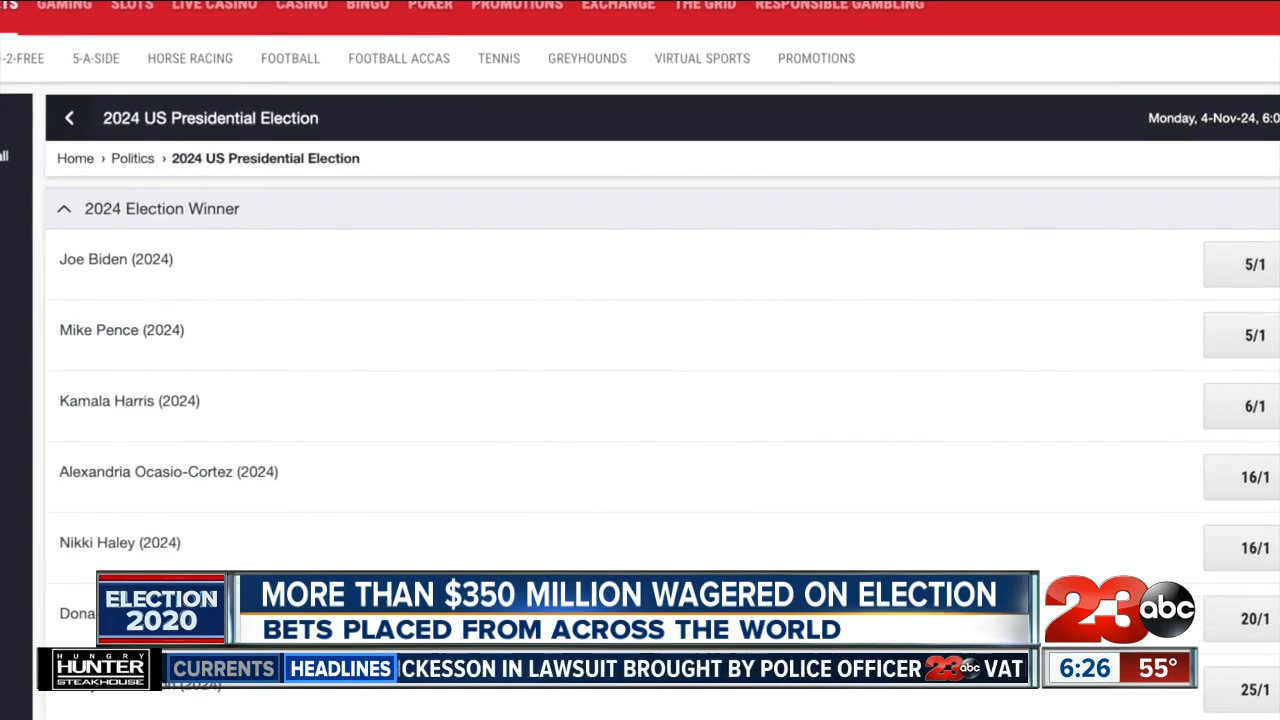 GAMING SLOTS LIVE CASINO CASINO BINGO POKER PROMOTIONS EXCHANGE THE GRID RESPONSIBLE GAMBLING
-2-FREE 5-A-SIDE HORSE RACING FOOTBALL FOOTBALL ACCAS TENNIS GREYHOUNDS VIRTUAL SPORTS PROMOTIONS
2024 US Presidential Election Monday, 4-Nov-24, 6:0
Home › Politics › 2024 US Presidential Election
2024 Election Winner
Joe Biden (2024) 5/1
Mike Pence (2024) 5/1
Kamala Harris (2024) 6/1
Alexandria Ocasio-Cortez (2024) 16/1
Nikki Haley (2024) 16/1
Dona 20/1
25/1
ELECTION
2020
MORE THAN $350 MILLION WAGERED ON ELECTION
BETS PLACED FROM ACROSS THE WORLD
23 abc
HUNGRY
HUNTER
STEAKHOUSE
CURRENTS HEADLINES ICKESSON IN LAWSUIT BROUGHT BY POLICE OFFICER 23 abc VAT
6:26 55°